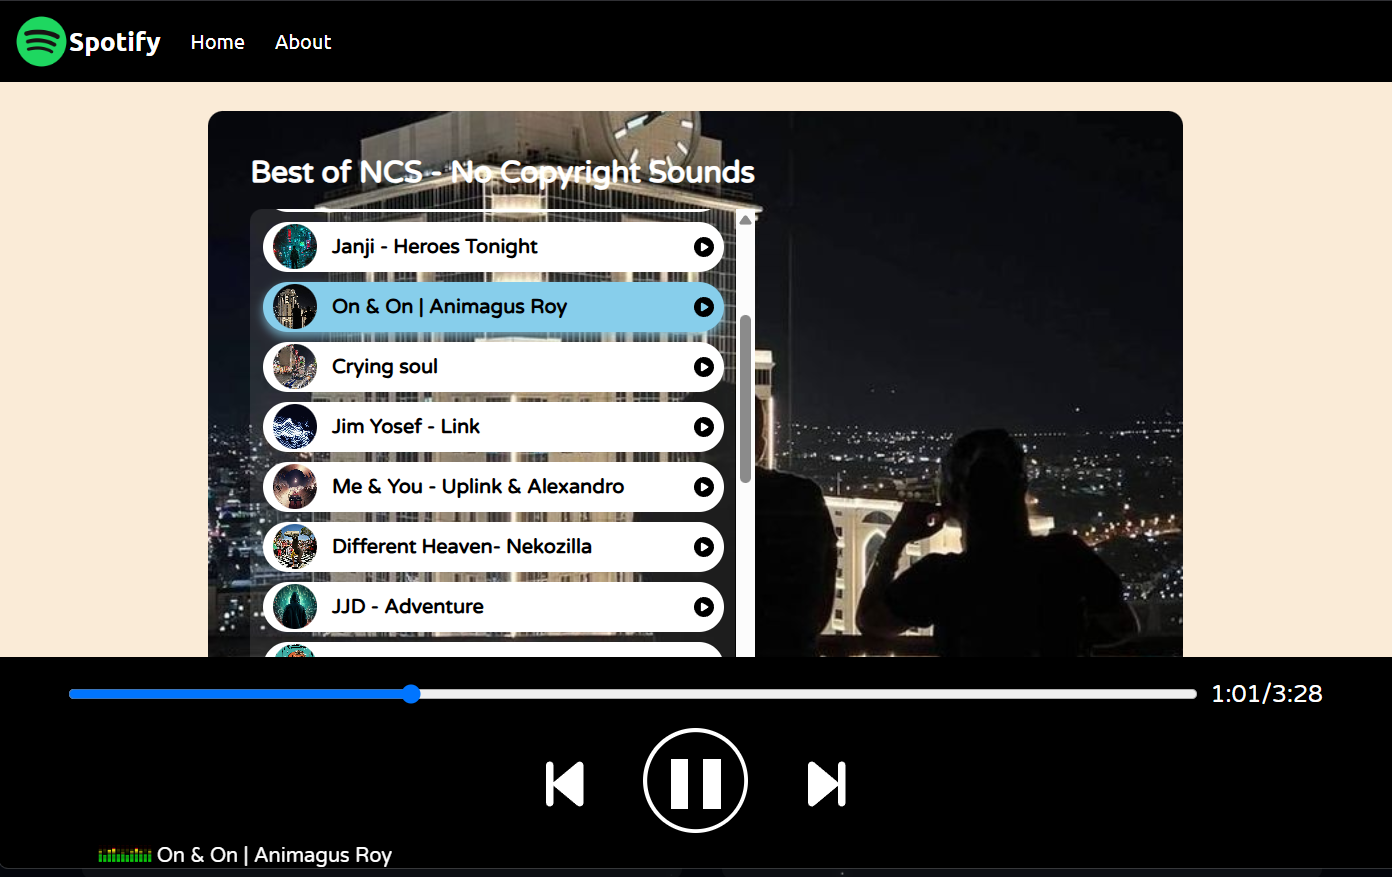 Spotify Home About
Best of NCS - No Copyright Sounds
Janji - Heroes Tonight
On & On | Animagus Roy
Crying soul
Jim Yosef - Link
Me & You - Uplink & Alexandro
Different Heaven- Nekozilla
JJD - Adventure
1:01/3:28
On & On | Animagus Roy